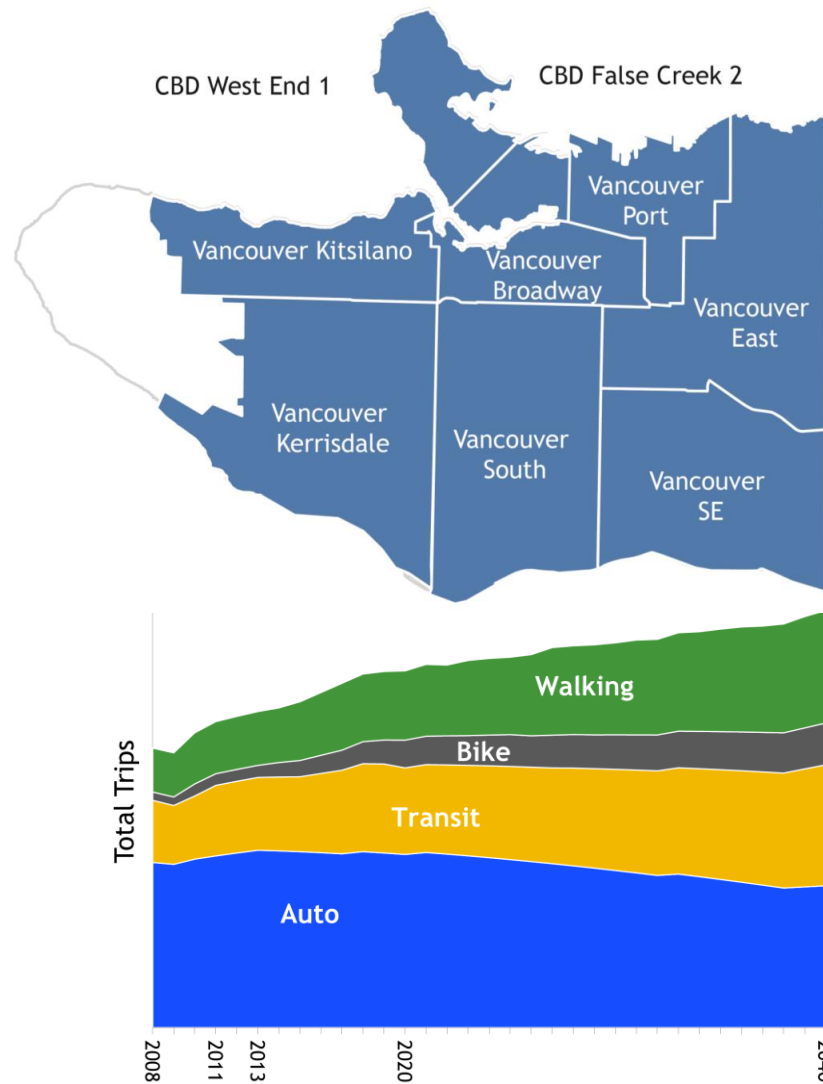 CBD West End 1
CBD False Creek 2
Vancouver
Port
Vancouver Kitsilano
Vancouver
Broadway
Vancouver
East
Vancouver
Kerrisdale
Vancouver
South
Vancouver
SE
Total Trips
Walking
Bike
Transit
Auto
2008
2011
2013
2020